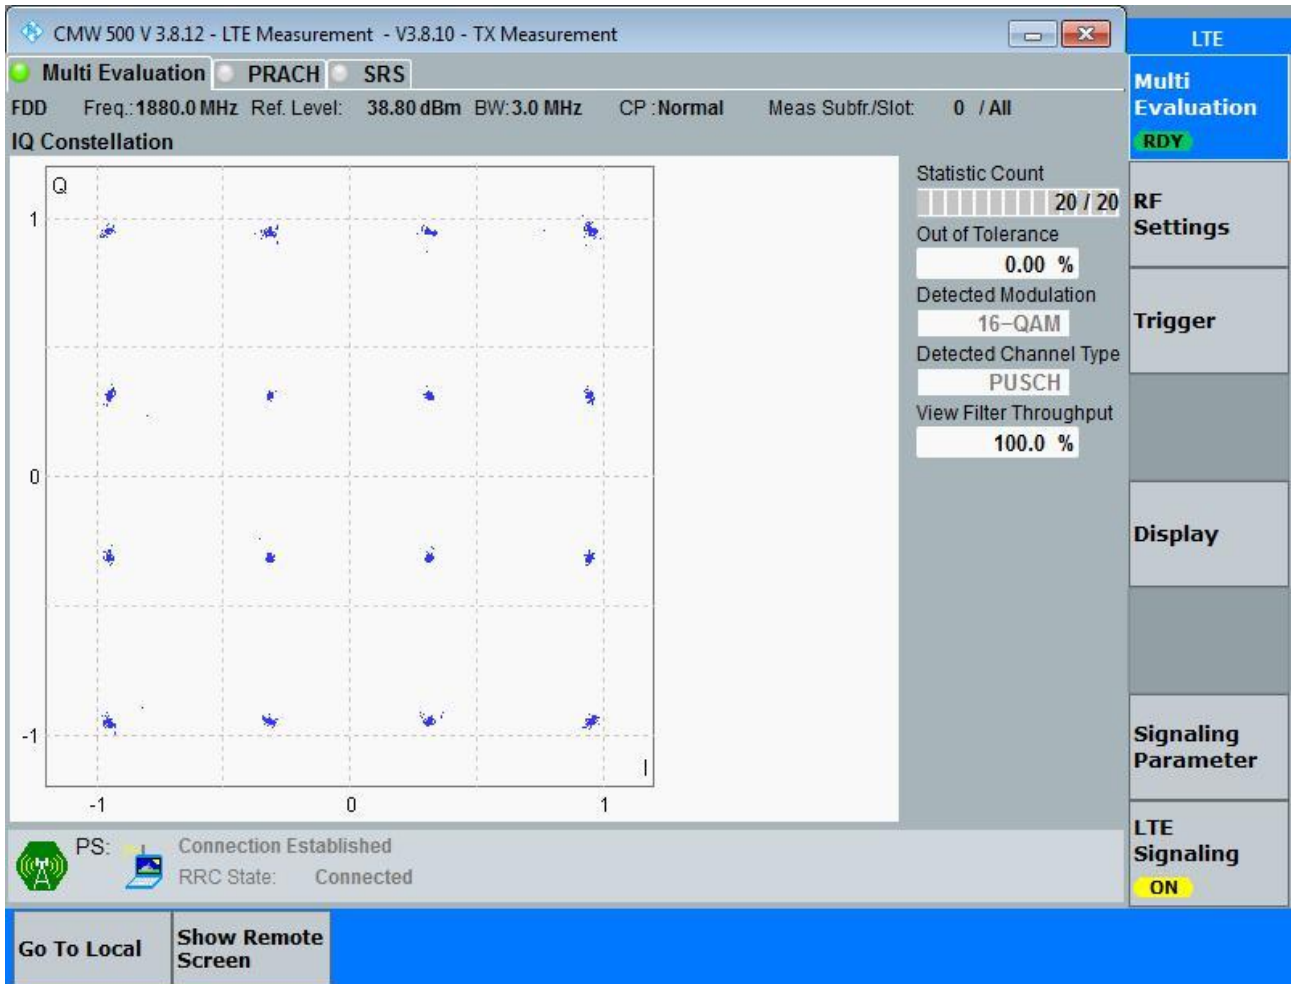 CMW 500 V 3.8.12 - LTE Measurement - V3.8.10 - TX Measurement
LTE
Multi Evaluation PRACH SRS
FDD Freq.:1880.0 MHz Ref. Level: 38.80 dBm BW:3.0 MHz CP :Normal Meas Subfr./Slot: 0 / All
IQ Constellation
Q
1
0
-1
I
-1 0 1
Statistic Count
20 / 20
Out of Tolerance
0.00 %
Detected Modulation
16-QAM
Detected Channel Type
PUSCH
View Filter Throughput
100.0 %
Multi
Evaluation
RDY
RF
Settings
Trigger
Display
Signaling
Parameter
LTE
Signaling
ON
PS: Connection Established
RRC State: Connected
Go To Local
Show Remote
Screen